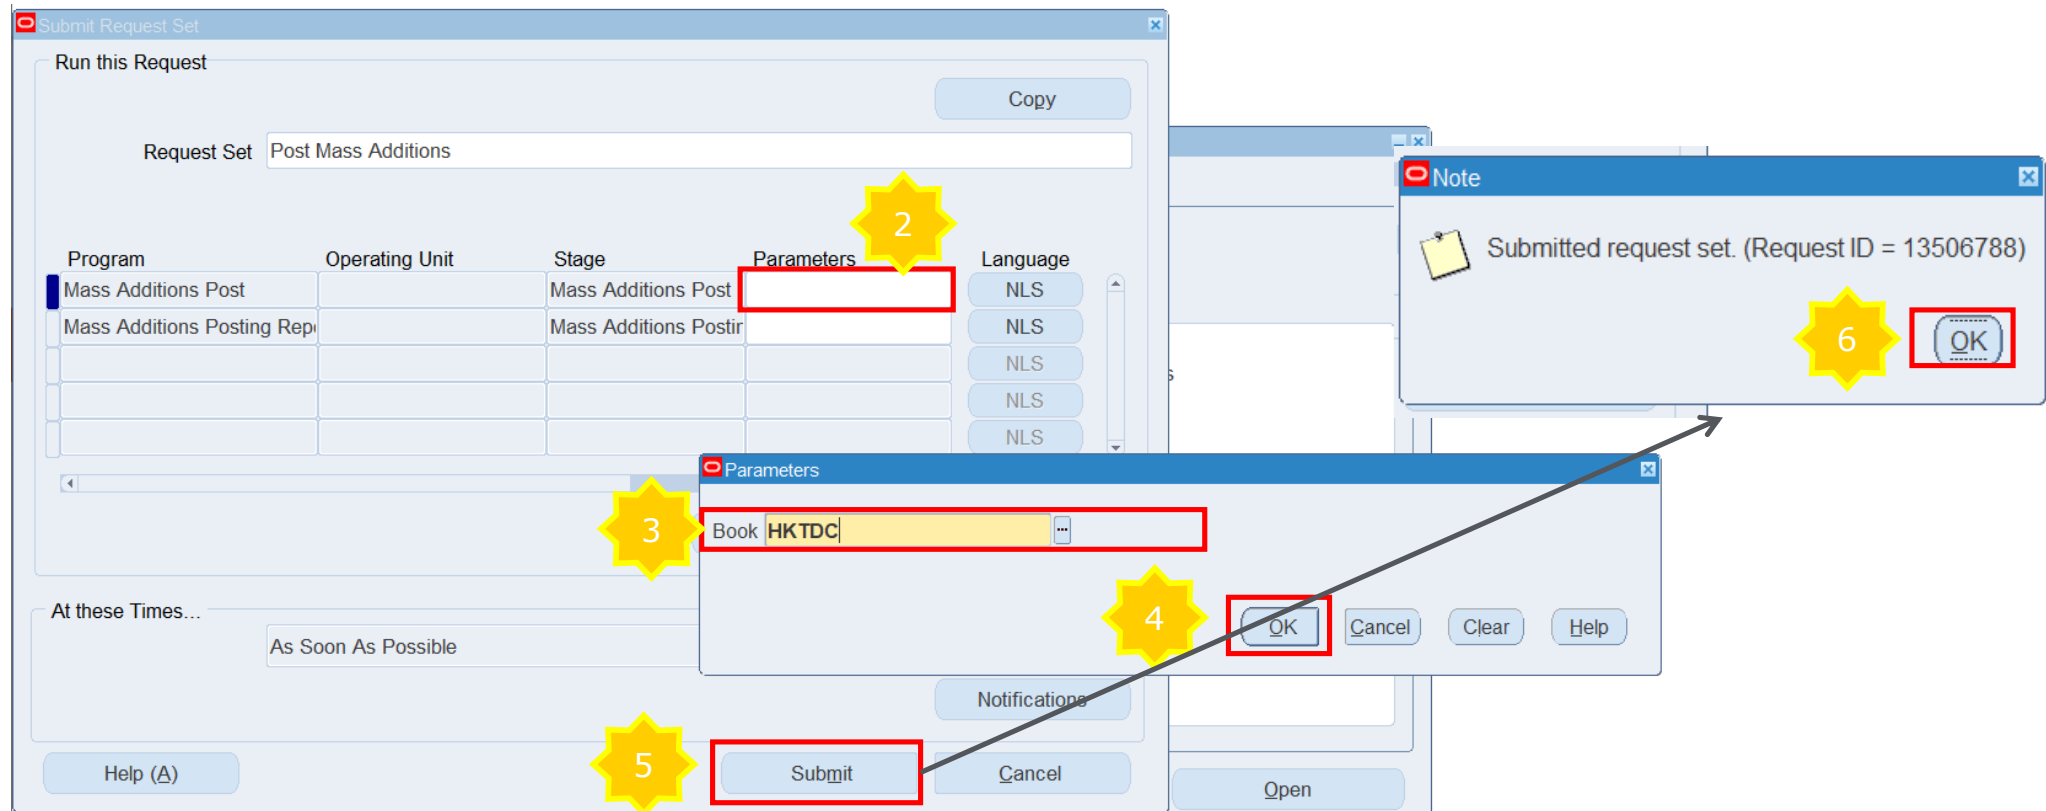 Submit Request Set
Run this Request
Copy
Request Set Post Mass Additions
2
Program Operating Unit Stage Parameters Language
Mass Additions Post Mass Additions Post NLS
Mass Additions Posting Rep Mass Additions Postin NLS
NLS
NLS
NLS
s
Parameters
3
Book HKTDC
4
OK Cancel Clear Help
At these Times...
As Soon As Possible
Notifications
5
Help (A) Submit Cancel
Open
Note
Submitted request set. (Request ID = 13506788)
6
OK